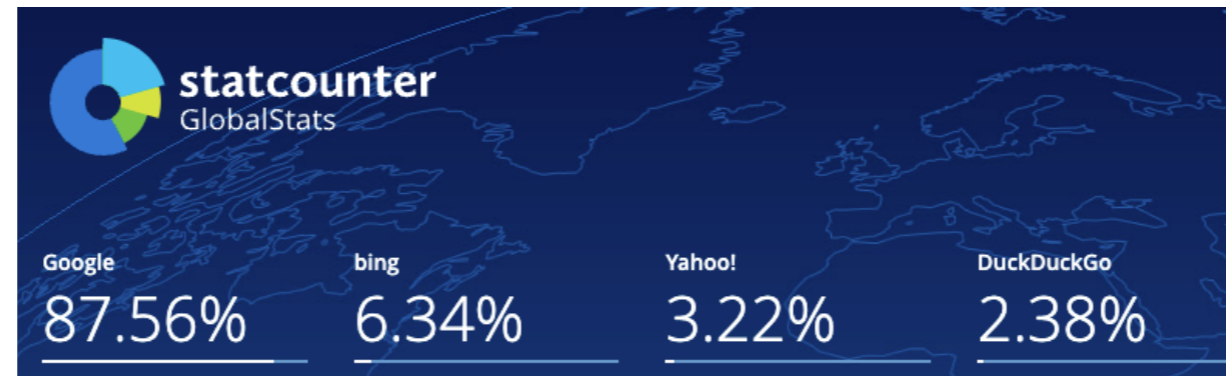 statcounter
GlobalStats
Google bing Yahoo! DuckDuckGo
87.56% 6.34% 3.22% 2.38%